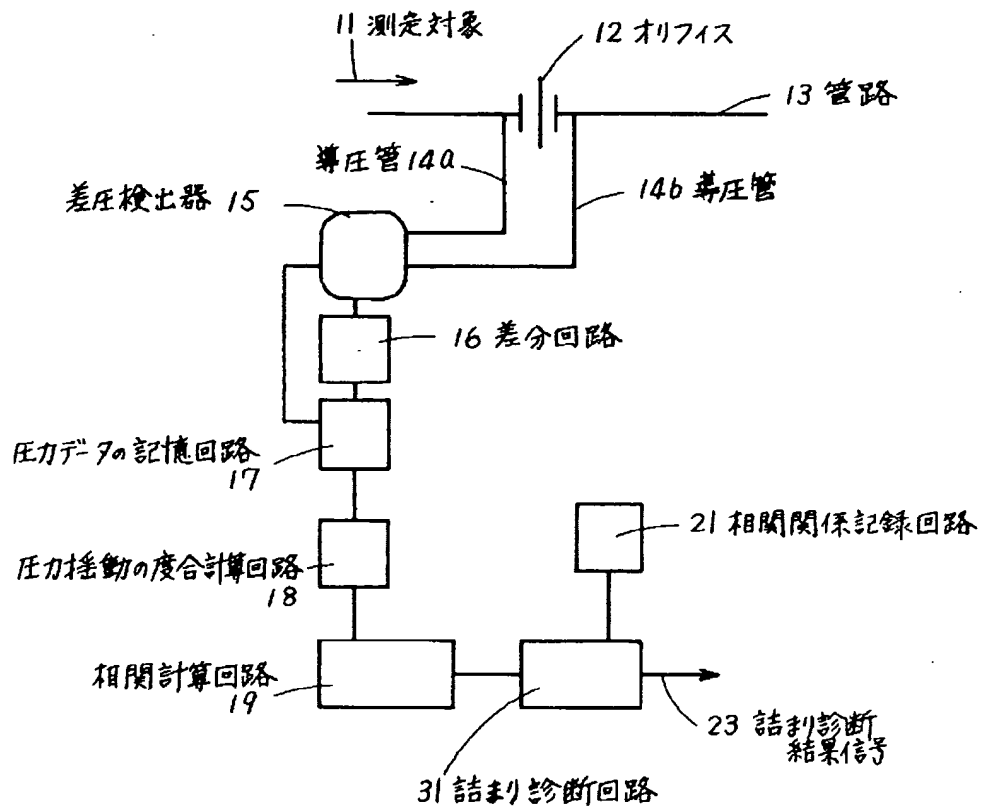 11 測定対象
12 オリフィス
13 管路
導圧管 14a
14b 導圧管
差圧検出器 15
16 差分回路
圧力データの記憶回路
17
21 相関関係記録回路
圧力揺動の度合計算回路
18
相関計算回路
19
23 詰まり診断
結果信号
31 詰まり診断回路